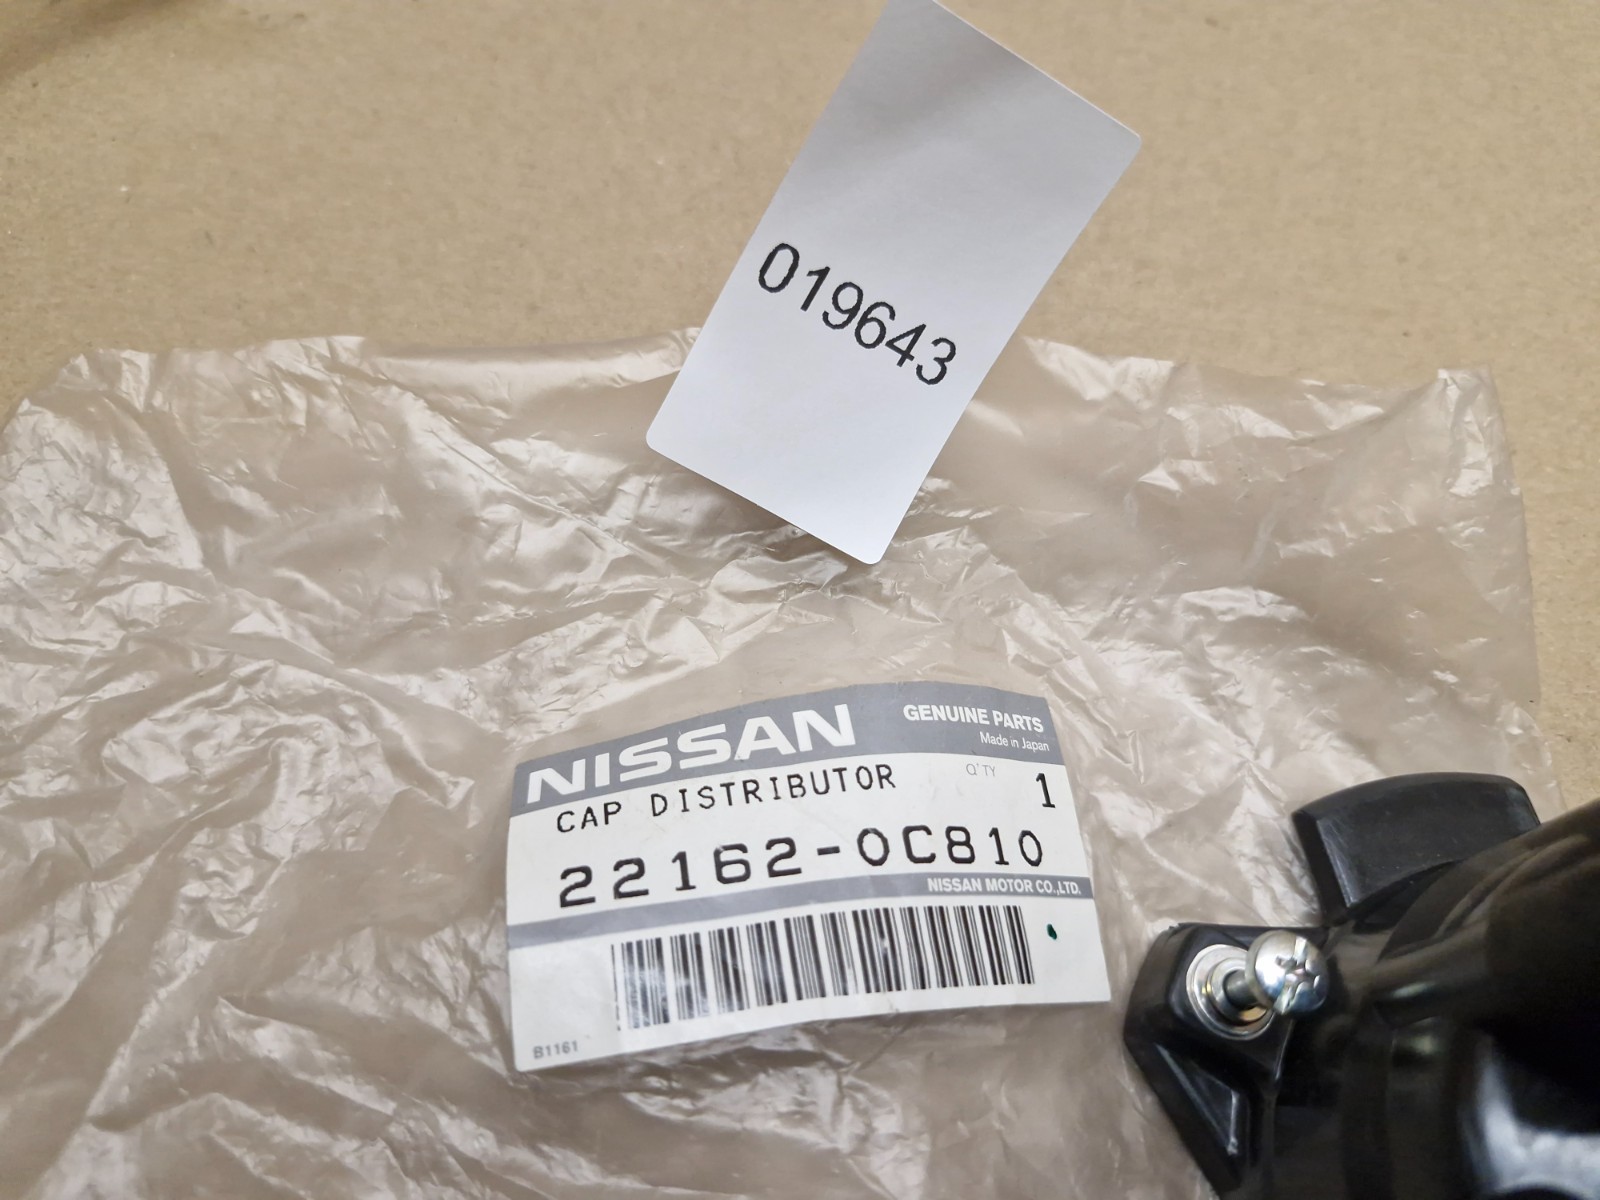 019643
NISSAN
GENUINE PARTS
Made in Japan
CAP DISTRIBUTOR
Q'TY
1
22162-0C810
NISSAN MOTOR CO.,LTD.
B1161